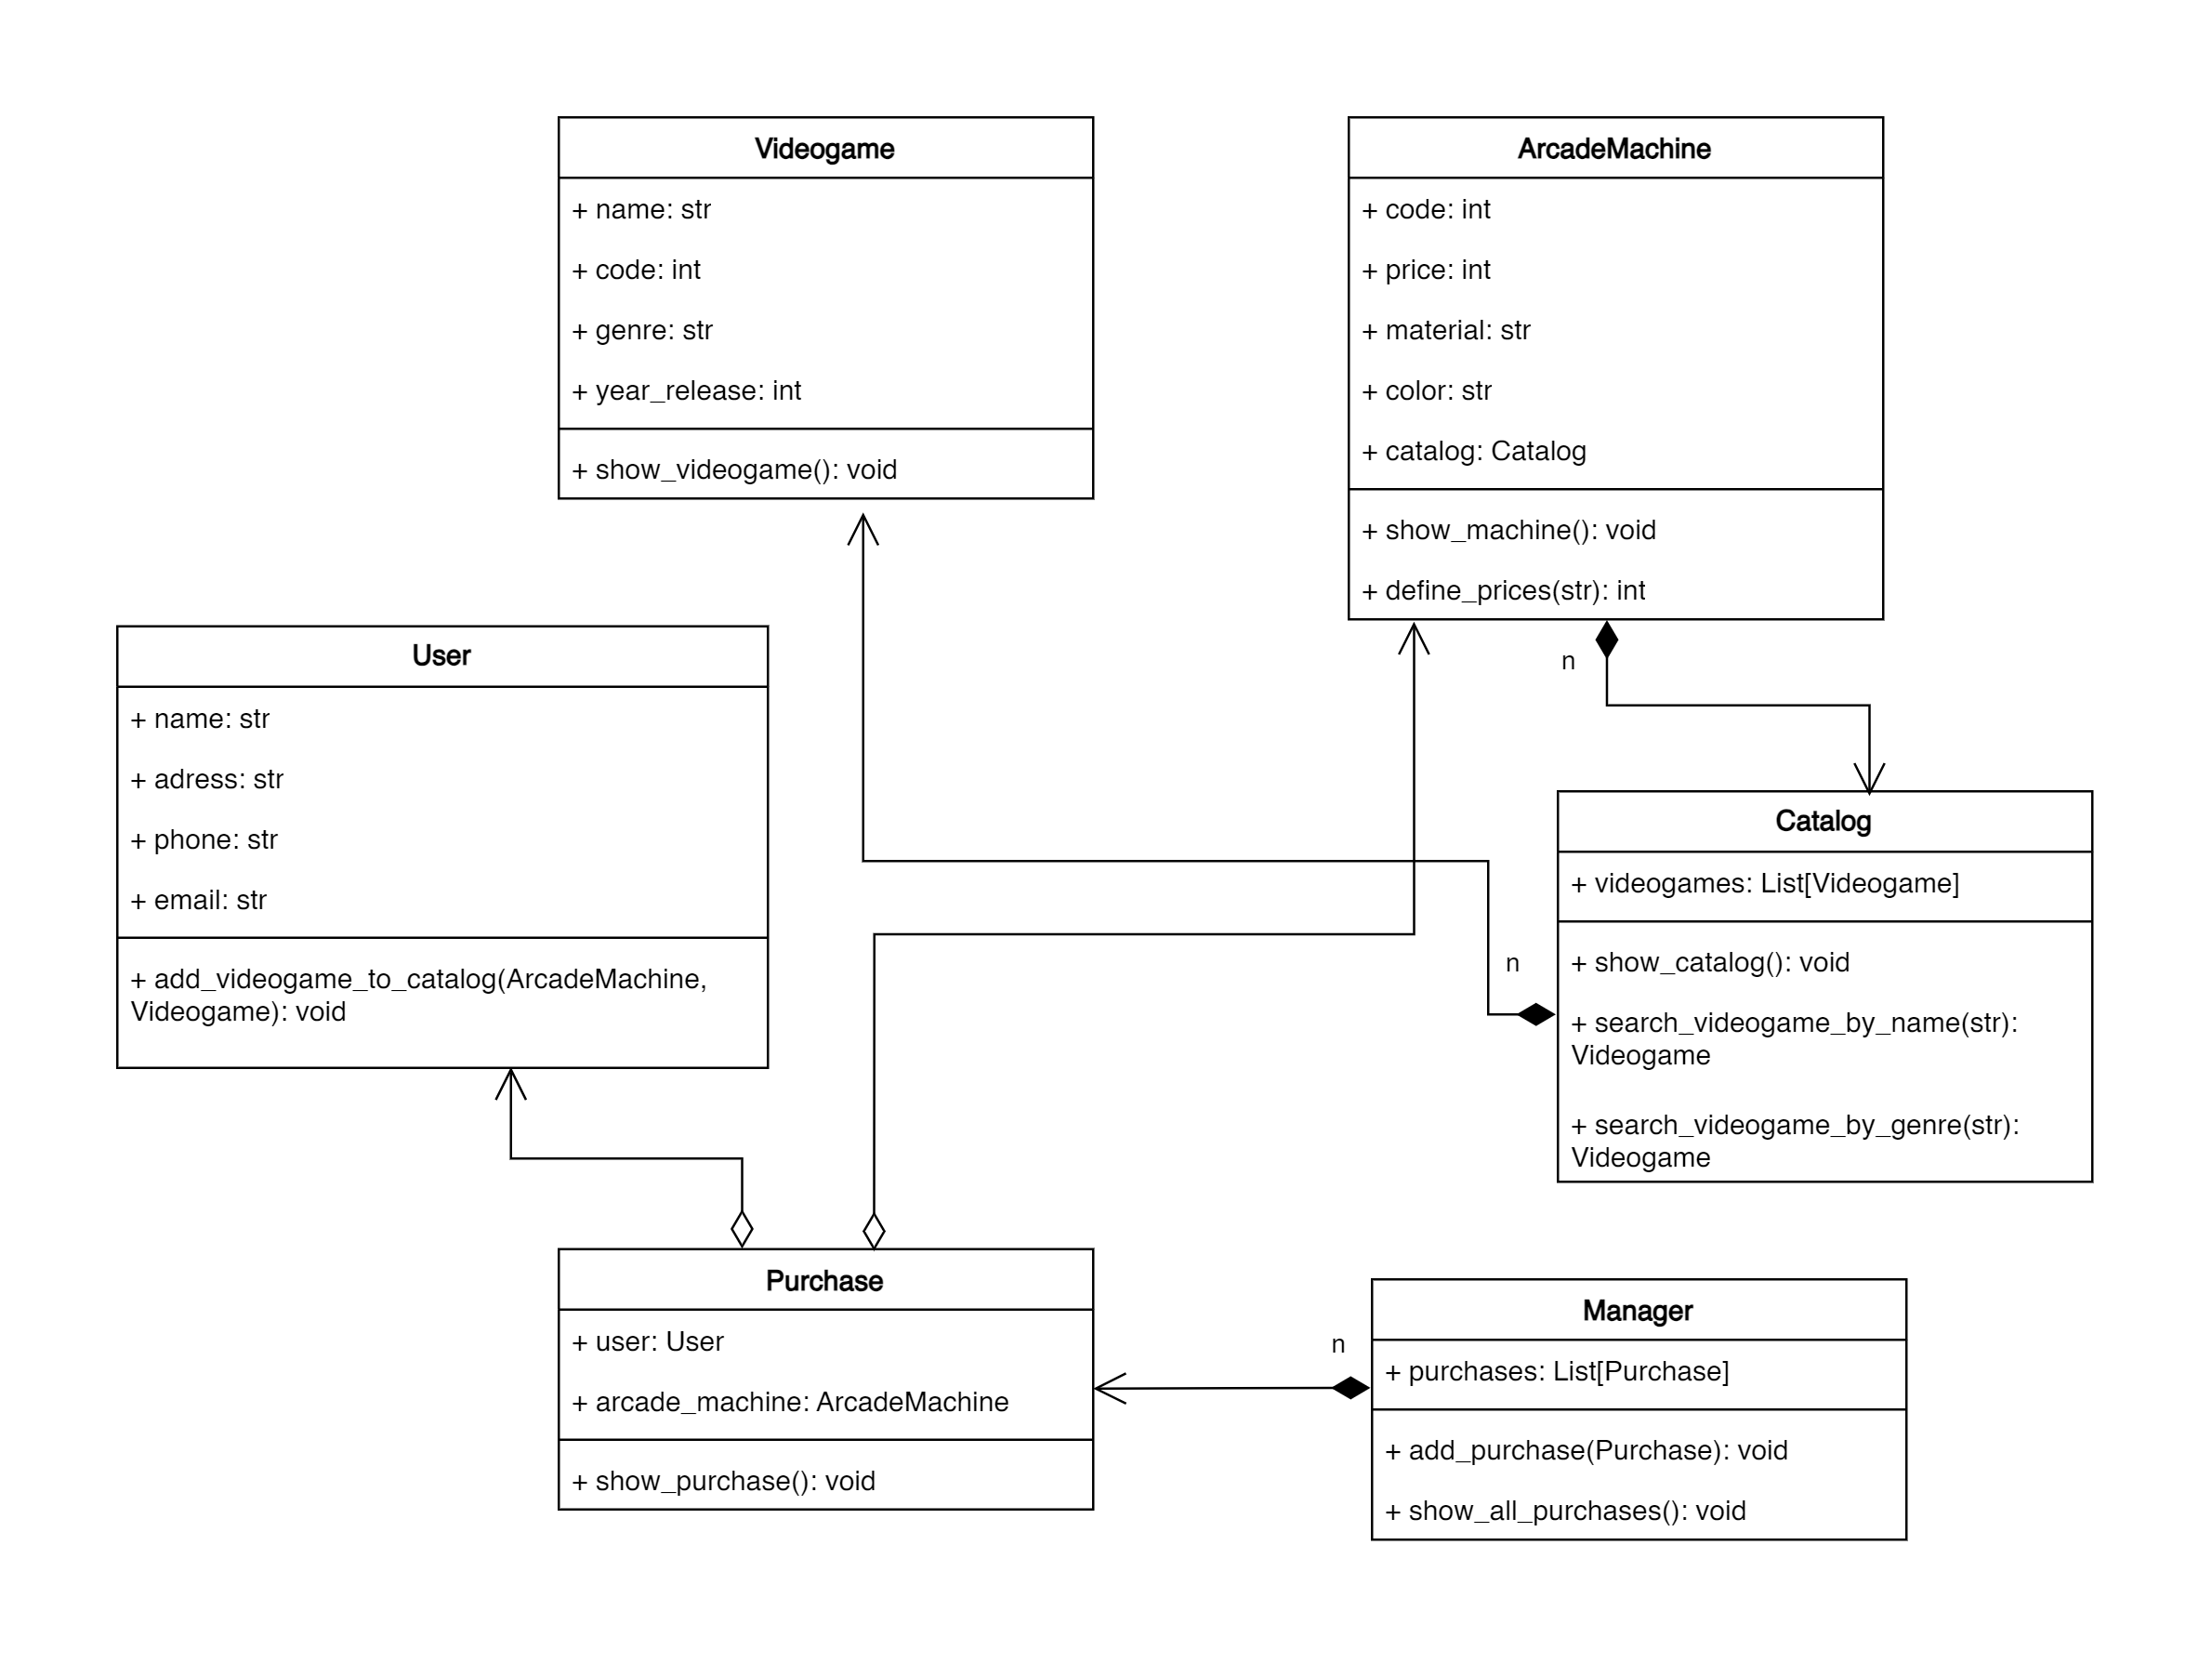 Videogame
+ name: str
+ code: int
+ genre: str
+ year_release: int
+ show_videogame(): void
ArcadeMachine
+ code: int
+ price: int
+ material: str
+ color: str
+ catalog: Catalog
+ show_machine(): void
+ define_prices(str): int
n
User
+ name: str
+ adress: str
+ phone: str
+ email: str
+ add_videogame_to_catalog(ArcadeMachine,
Videogame): void
Catalog
+ videogames: List[Videogame]
+ show_catalog(): void
+ search_videogame_by_name(str):
Videogame
+ search_videogame_by_genre(str):
Videogame
n
Purchase
+ user: User
+ arcade_machine: ArcadeMachine
+ show_purchase(): void
n
Manager
+ purchases: List[Purchase]
+ add_purchase(Purchase): void
+ show_all_purchases(): void